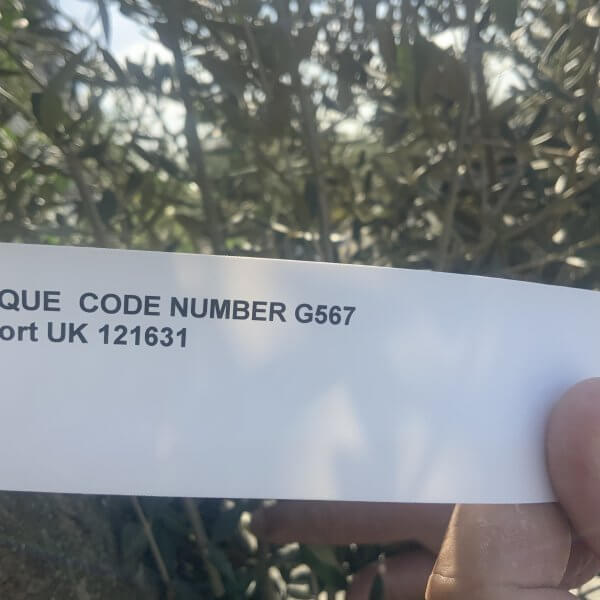 QUE CODE NUMBER G567
ort UK 121631